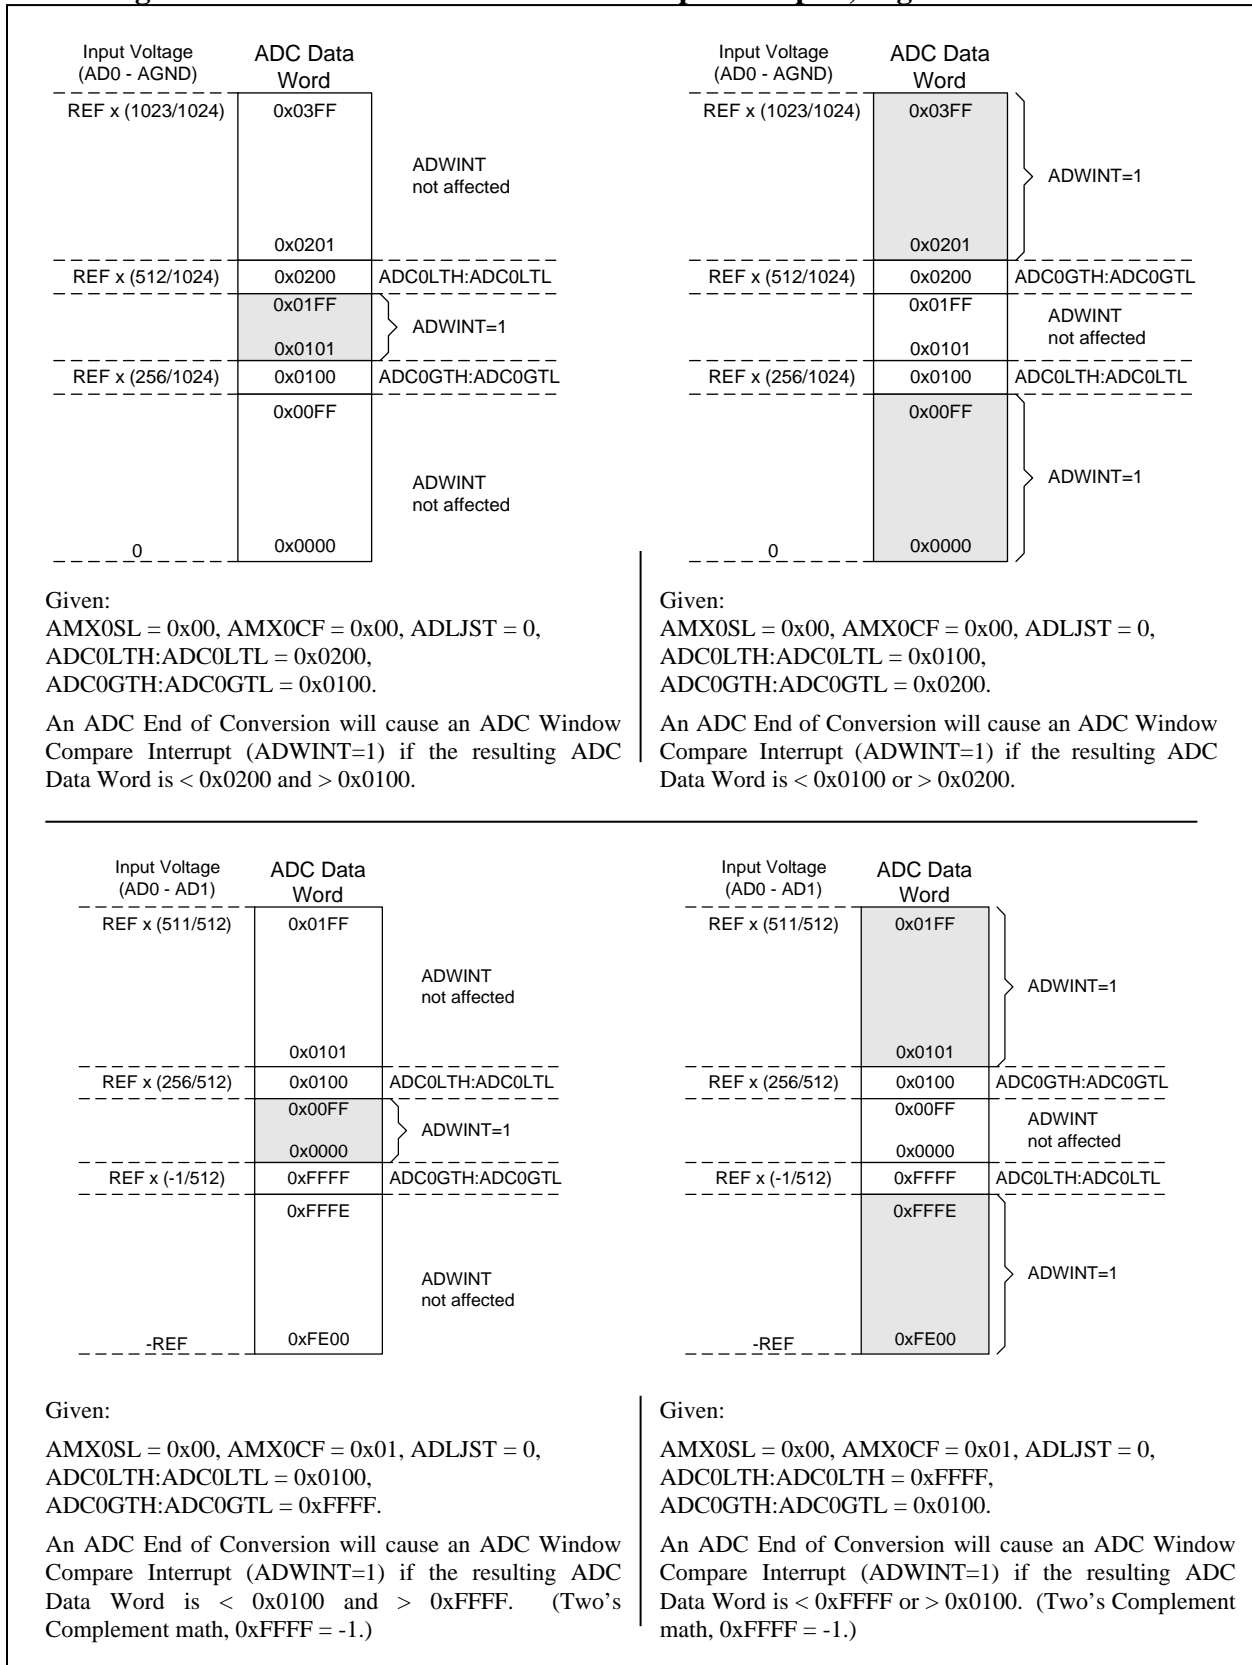 Input Voltage
(AD0 - AGND)
ADC Data
Word
REF x (1023/1024)
0x03FF
ADWINT
not affected
0x0201
REF x (512/1024)
0x0200
ADC0LTH:ADC0LTL
0x01FF
ADWINT=1
0x0101
REF x (256/1024)
0x0100
ADC0GTH:ADC0GTL
0x00FF
ADWINT
not affected
0
0x0000
Given:
AMX0SL = 0x00, AMX0CF = 0x00, ADLJST = 0,
ADC0LTH:ADC0LTL = 0x0200,
ADC0GTH:ADC0GTL = 0x0100.
An ADC End of Conversion will cause an ADC Window
Compare Interrupt (ADWINT=1) if the resulting ADC
Data Word is < 0x0200 and > 0x0100.
Input Voltage
(AD0 - AGND)
ADC Data
Word
REF x (1023/1024)
0x03FF
ADWINT=1
0x0201
REF x (512/1024)
0x0200
ADC0GTH:ADC0GTL
0x01FF
ADWINT
not affected
0x0101
REF x (256/1024)
0x0100
ADC0LTH:ADC0LTL
0x00FF
ADWINT=1
0
0x0000
Given:
AMX0SL = 0x00, AMX0CF = 0x00, ADLJST = 0,
ADC0LTH:ADC0LTL = 0x0100,
ADC0GTH:ADC0GTL = 0x0200.
An ADC End of Conversion will cause an ADC Window
Compare Interrupt (ADWINT=1) if the resulting ADC
Data Word is < 0x0100 or > 0x0200.
Input Voltage
(AD0 - AD1)
ADC Data
Word
REF x (511/512)
0x01FF
ADWINT
not affected
0x0101
REF x (256/512)
0x0100
ADC0LTH:ADC0LTL
0x00FF
ADWINT=1
0x0000
REF x (-1/512)
0xFFFF
ADC0GTH:ADC0GTL
0xFFFE
ADWINT
not affected
-REF
0xFE00
Given:
AMX0SL = 0x00, AMX0CF = 0x01, ADLJST = 0,
ADC0LTH:ADC0LTL = 0x0100,
ADC0GTH:ADC0GTL = 0xFFFF.
An ADC End of Conversion will cause an ADC Window
Compare Interrupt (ADWINT=1) if the resulting ADC
Data Word is < 0x0100 and > 0xFFFF. (Two's
Complement math, 0xFFFF = -1.)
Input Voltage
(AD0 - AD1)
ADC Data
Word
REF x (511/512)
0x01FF
ADWINT=1
0x0101
REF x (256/512)
0x0100
ADC0GTH:ADC0GTL
0x00FF
ADWINT
not affected
0x0000
REF x (-1/512)
0xFFFF
ADC0LTH:ADC0LTL
0xFFFE
ADWINT=1
-REF
0xFE00
Given:
AMX0SL = 0x00, AMX0CF = 0x01, ADLJST = 0,
ADC0LTH:ADC0LTH = 0xFFFF,
ADC0GTH:ADC0GTL = 0x0100.
An ADC End of Conversion will cause an ADC Window
Compare Interrupt (ADWINT=1) if the resulting ADC
Data Word is < 0xFFFF or > 0x0100. (Two's Complement
math, 0xFFFF = -1.)